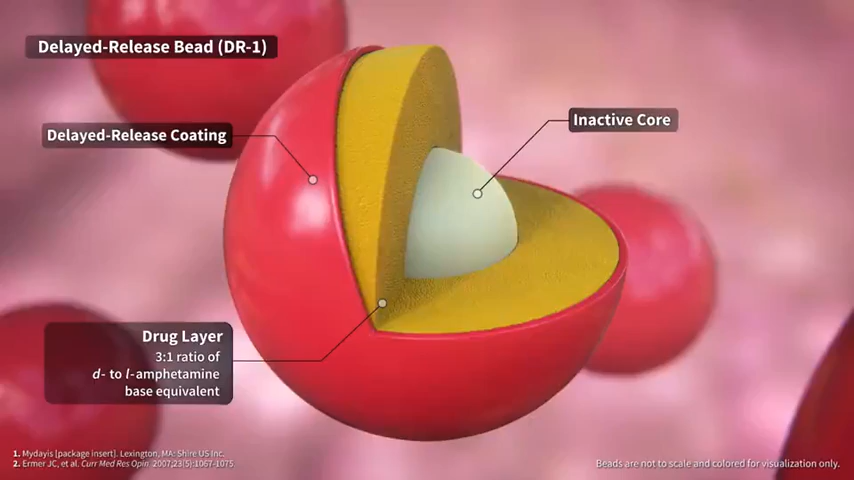 Delayed-Release Bead (DR-1)
Delayed-Release Coating
Inactive Core
Drug Layer
3:1 ratio of
d- to l-amphetamine
base equivalent
1. Mydayis [package insert]. Lexington, MA: Shire US Inc.
2. Ermer JC, et al. Curr Med Res Opin 2007;23(5):1067-1075
Beads are not to scale and colored for visualization only.